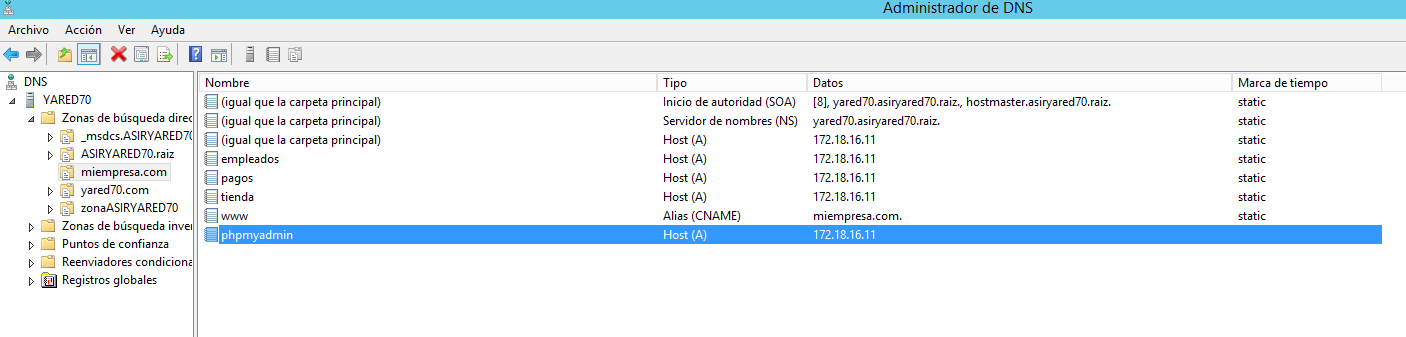 Administrador de DNS
Archivo Acción Ver Ayuda
DNS
YARED70
Zonas de búsqueda direc
_msdcs.ASIRYARED70
ASIRYARED70.raiz
miempresa.com
yared70.com
zonaASIRYARED70
Zonas de búsqueda inver
Puntos de confianza
Reenviadores condiciona
Registros globales
Nombre Tipo Datos Marca de tiempo
(igual que la carpeta principal) Inicio de autoridad (SOA) [8], yared70.asiryared70.raiz., hostmaster.asiryared70.raiz. static
(igual que la carpeta principal) Servidor de nombres (NS) yared70.asiryared70.raiz. static
(igual que la carpeta principal) Host (A) 172.18.16.11 static
empleados Host (A) 172.18.16.11 static
pagos Host (A) 172.18.16.11 static
tienda Host (A) 172.18.16.11 static
www Alias (CNAME) miempresa.com. static
phpmyadmin Host (A) 172.18.16.11